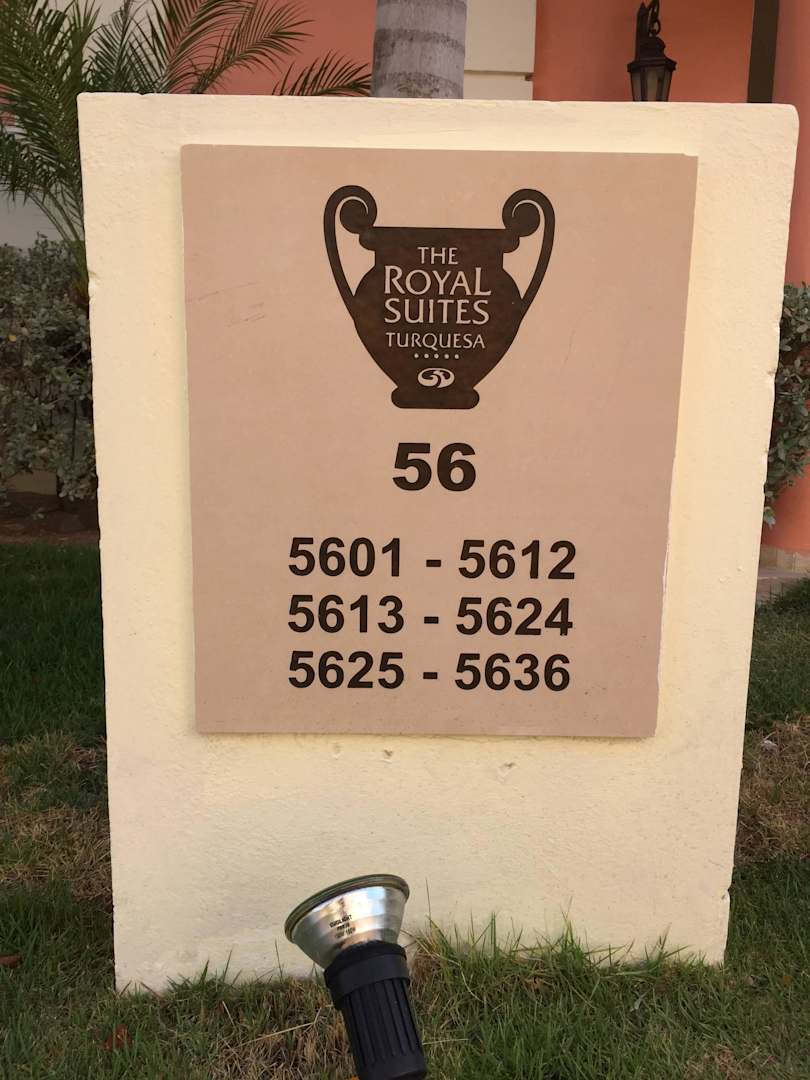 THE
ROYAL
SUITES
TURQUESA
56
5601 - 5612
5613 - 5624
5625 - 5636